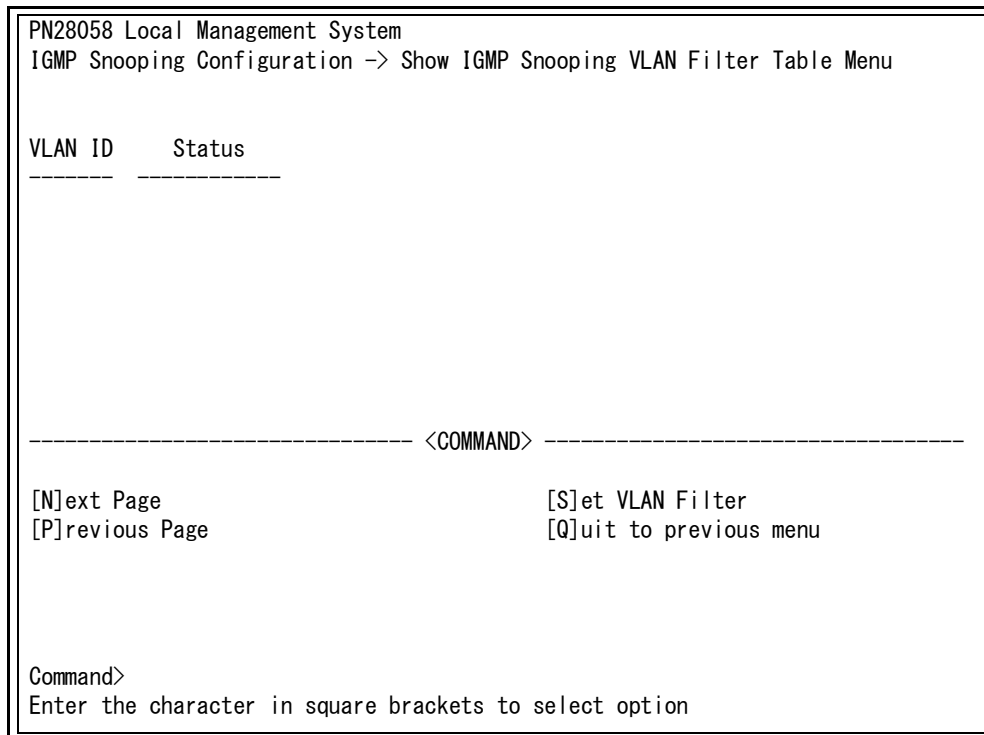 PN28058 Local Management System
IGMP Snooping Configuration -> Show IGMP Snooping VLAN Filter Table Menu
VLAN ID     Status
-------  ------------
-------------------------------- <COMMAND> -----------------------------------
[N]ext Page                                [S]et VLAN Filter
[P]revious Page                            [Q]uit to previous menu
Command>
Enter the character in square brackets to select option